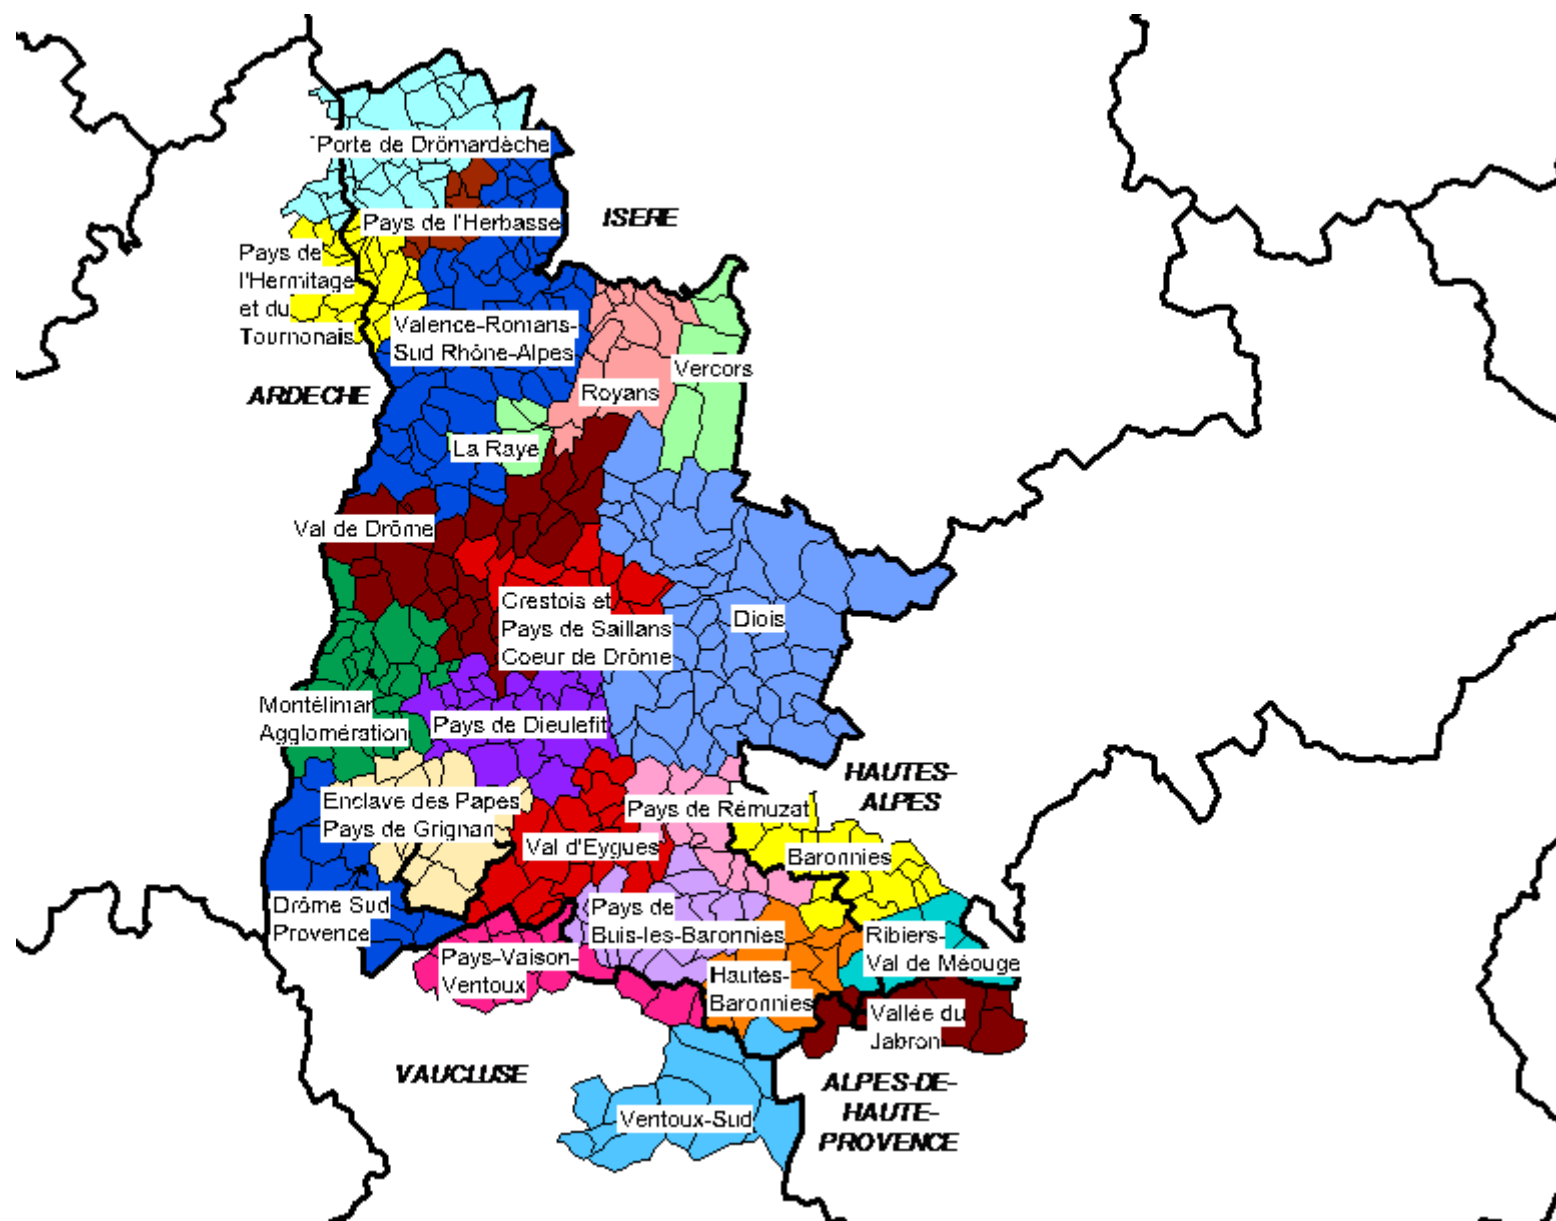 Porte de Drômardèche
Pays de l'Herbasse
ISERE
Pays de
l'Hermitage
et du
Tournonais
Valence-Romans-
Sud Rhône-Alpes
Vercors
ARDECHE
Royans
La Raye
Val de Drôme
Crestois et
Pays de Saillans
Coeur de Drôme
Diois
Montélimar
Agglomération
Pays de Dieulefit
HAUTES-
ALPES
Enclave des Papes
Pays de Grignan
Pays de Rémuzat
Val d'Eygues
Baronnies
Drôme Sud
Provence
Pays de
Buis-les-Baronnies
Ribiers-
Val de Méouge
Pays-Vaison-
Ventoux
Hautes-
Baronnies
Vallée du
Jabron
VAUCLUSE
ALPES-DE-
HAUTE-
PROVENCE
Ventoux-Sud